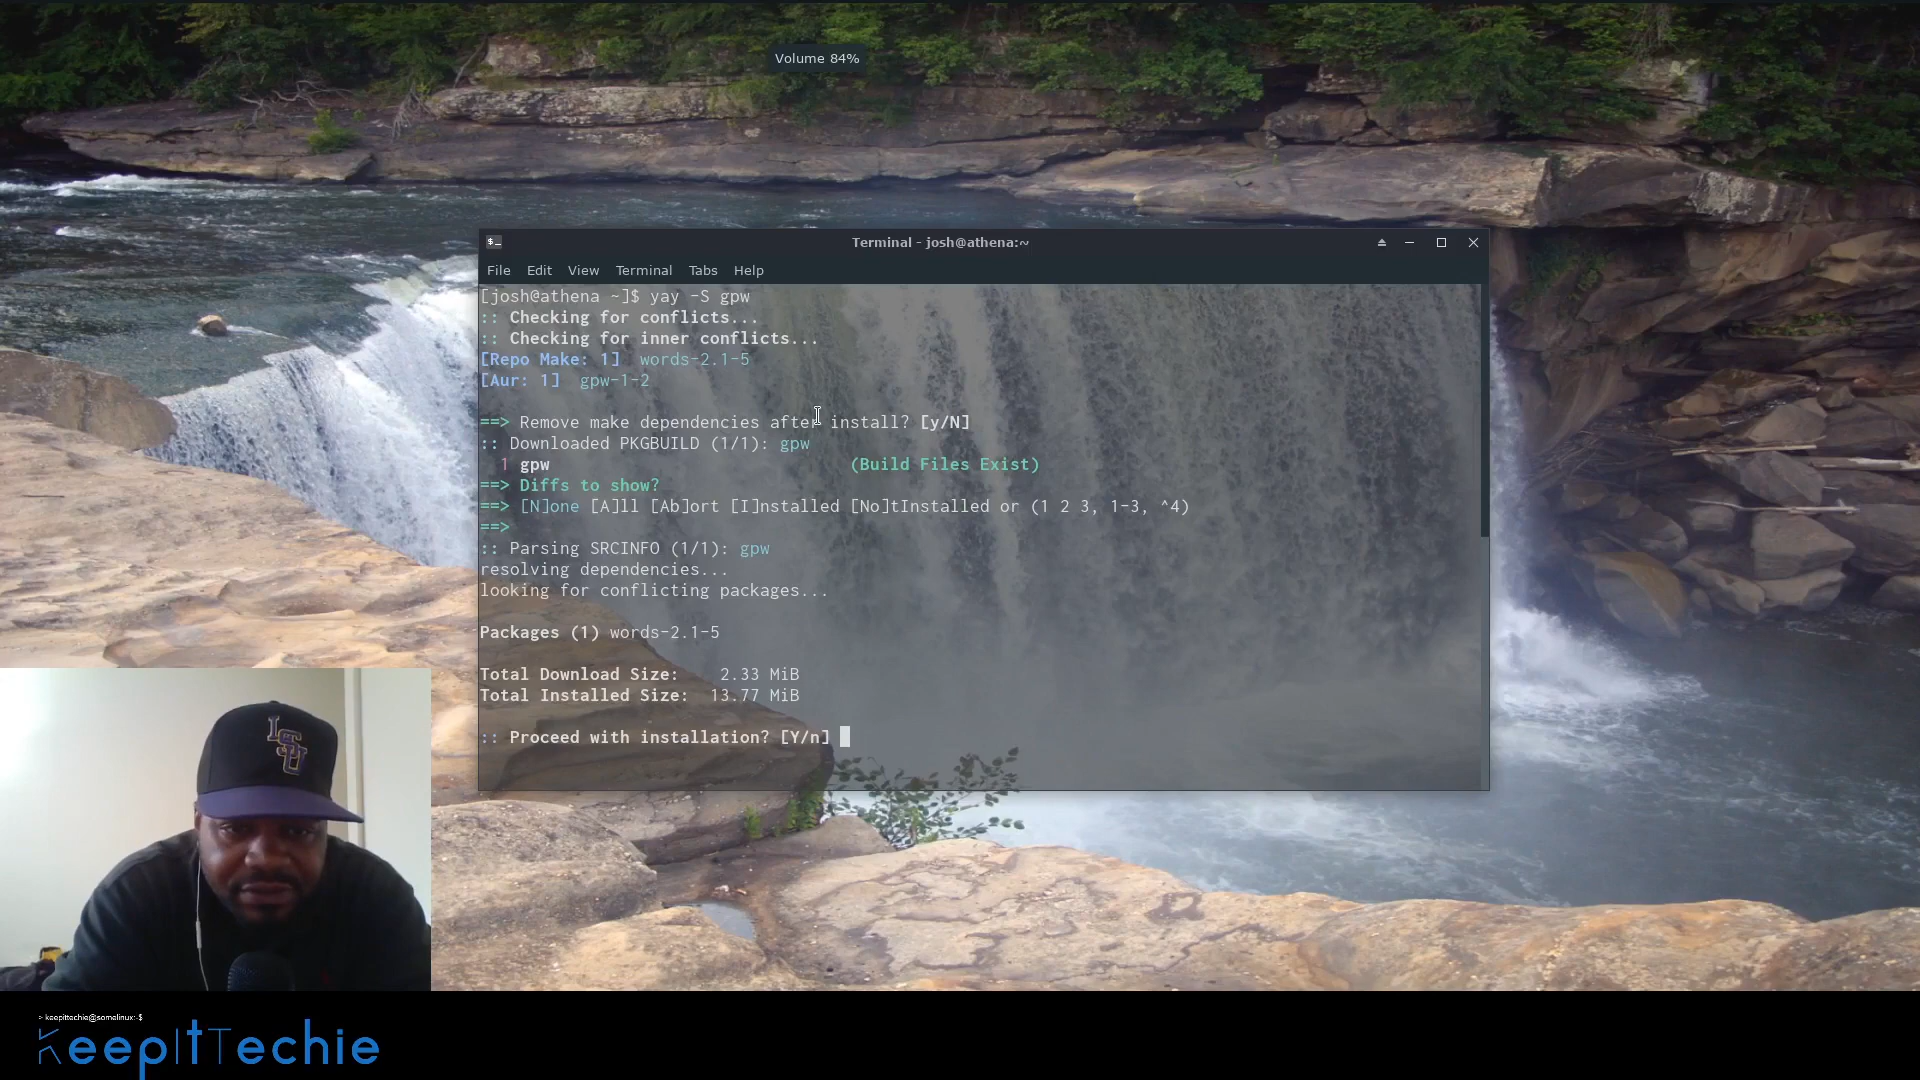 Volume 84%
Terminal - josh@athena:~
File Edit View Terminal Tabs Help
[josh@athena ~]$ yay -S gpw
:: Checking for conflicts...
:: Checking for inner conflicts...
[Repo Make: 1]  words-2.1-5
[Aur: 1]  gpw-1-2
==> Remove make dependencies after install? [y/N]
:: Downloaded PKGBUILD (1/1): gpw
1 gpw (Build Files Exist)
==> Diffs to show?
==> [N]one [A]ll [Ab]ort [I]nstalled [No]tInstalled or (1 2 3, 1-3, ^4)
==>
:: Parsing SRCINFO (1/1): gpw
resolving dependencies...
looking for conflicting packages...
Packages (1) words-2.1-5
Total Download Size: 2.33 MiB
Total Installed Size: 13.77 MiB
:: Proceed with installation? [Y/n]
LSU
> keepittechie@somelinux:-$
KeepItTechie